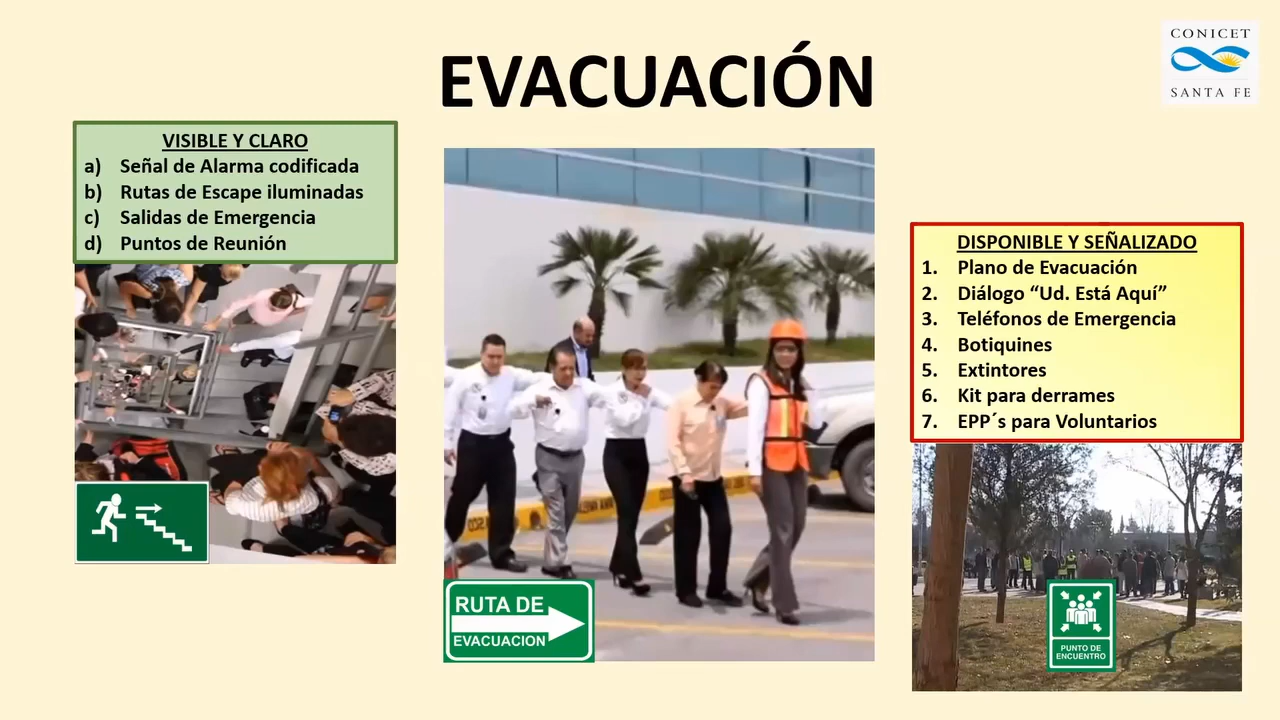 EVACUACIÓN
CONICET
SANTA FE
VISIBLE Y CLARO
a) Señal de Alarma codificada
b) Rutas de Escape iluminadas
c) Salidas de Emergencia
d) Puntos de Reunión
RUTA DE
EVACUACION
DISPONIBLE Y SEÑALIZADO
1. Plano de Evacuación
2. Diálogo “Ud. Está Aquí”
3. Teléfonos de Emergencia
4. Botiquines
5. Extintores
6. Kit para derrames
7. EPP´s para Voluntarios
PUNTO DE
ENCUENTRO